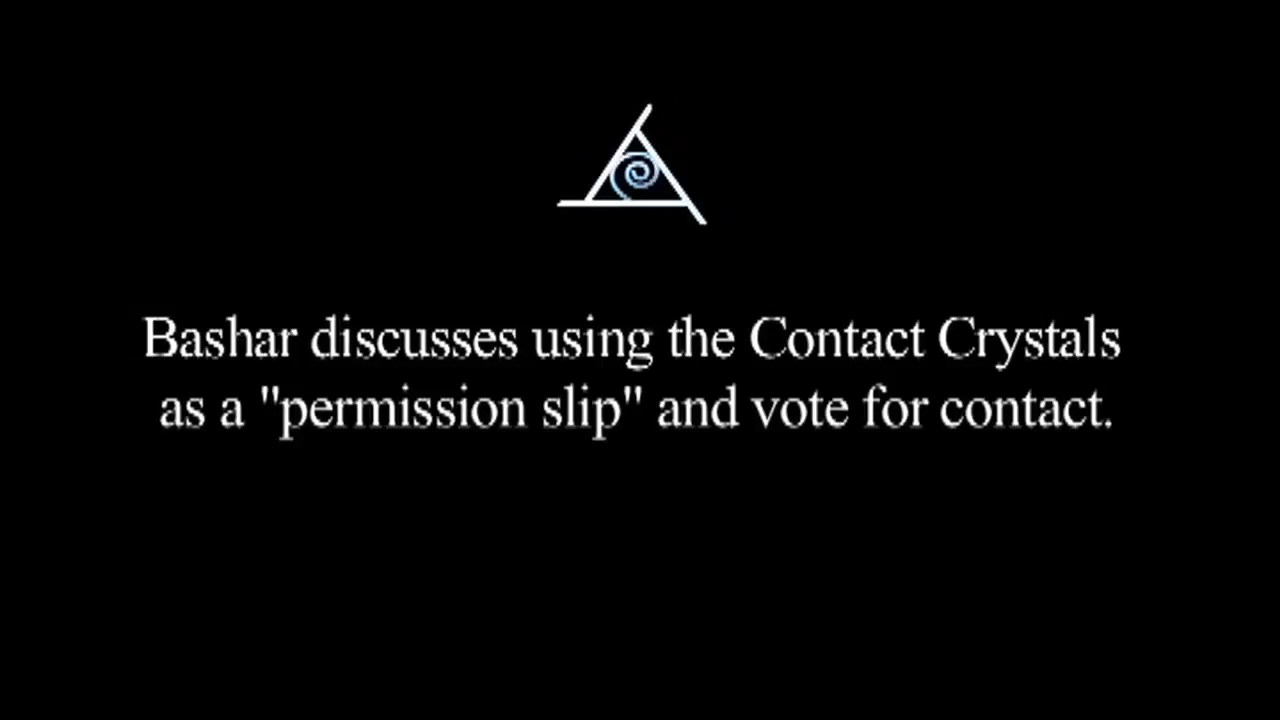 Bashar discusses using the Contact Crystals
as a "permission slip" and vote for contact.